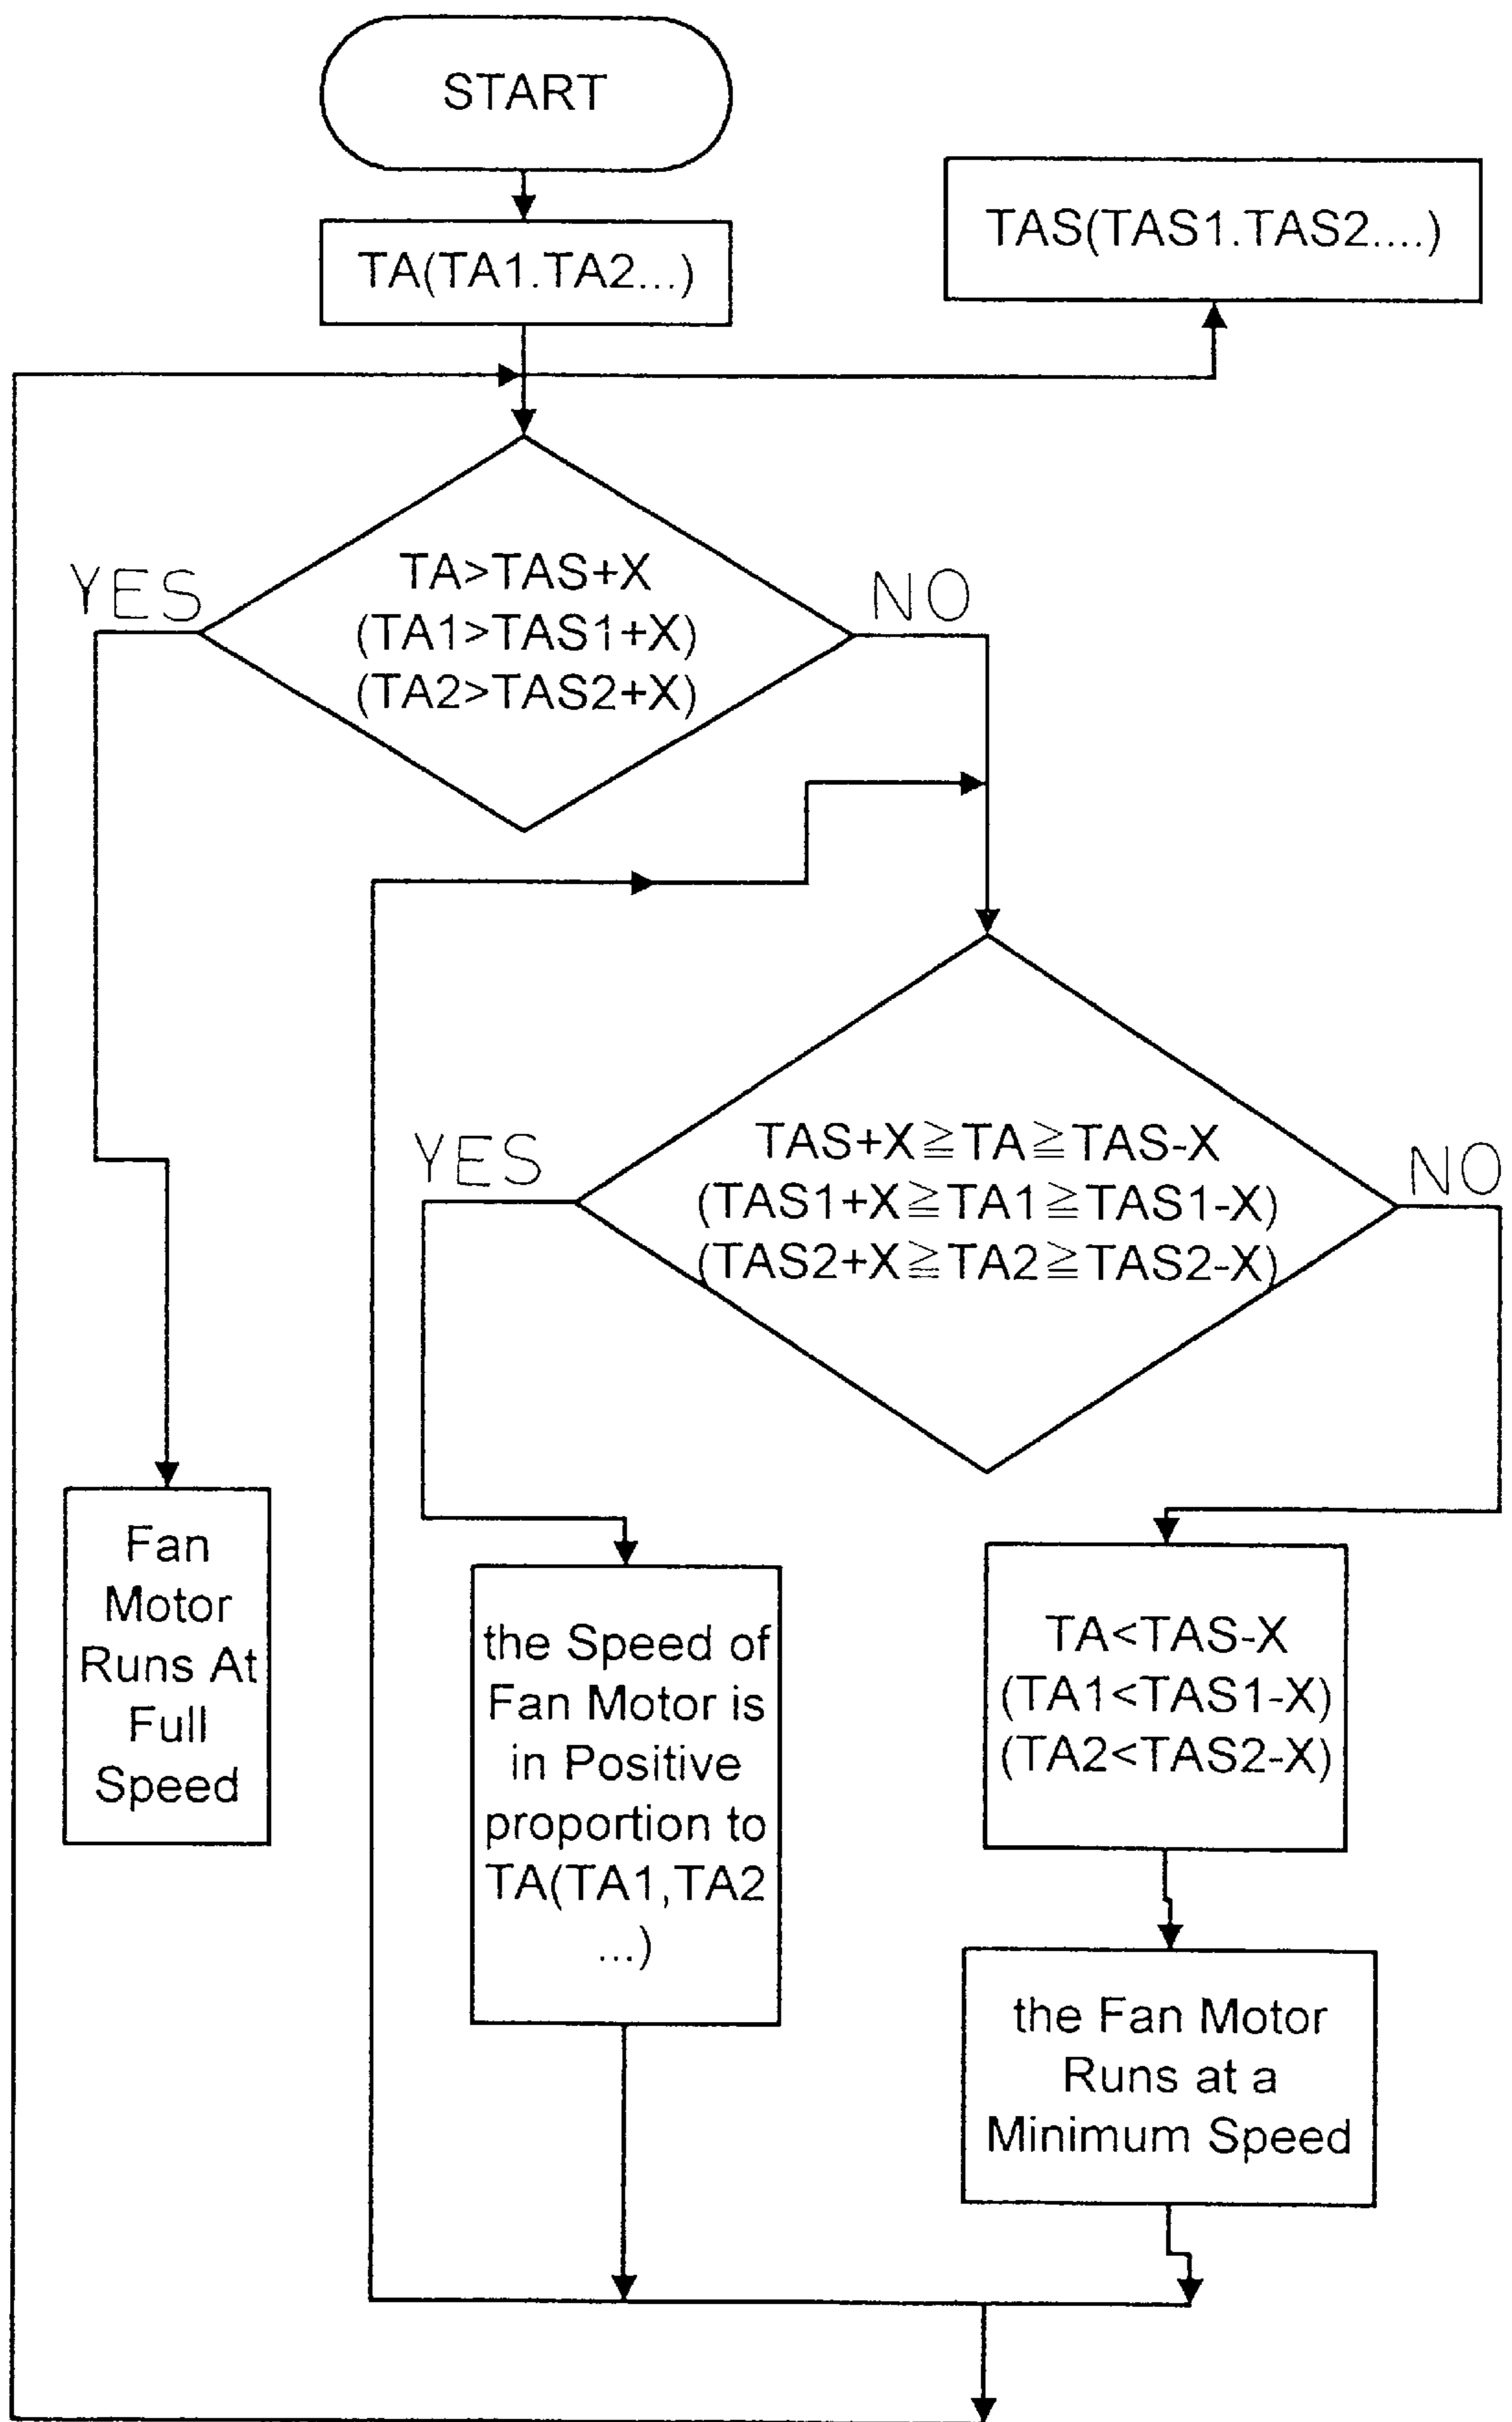 START
TA(TA1.TA2...)
TAS(TAS1.TAS2....)
TA>TAS+X
(TA1>TAS1+X)
(TA2>TAS2+X)
YES
NO
TAS+X≧TA≧TAS-X
(TAS1+X≧TA1≧TAS1-X)
(TAS2+X≧TA2≧TAS2-X)
YES
NO
Fan
Motor
Runs At
Full
Speed
the Speed of
Fan Motor is
in Positive
proportion to
TA(TA1,TA2
...)
TA<TAS-X
(TA1<TAS1-X)
(TA2<TAS2-X)
the Fan Motor
Runs at a
Minimum Speed